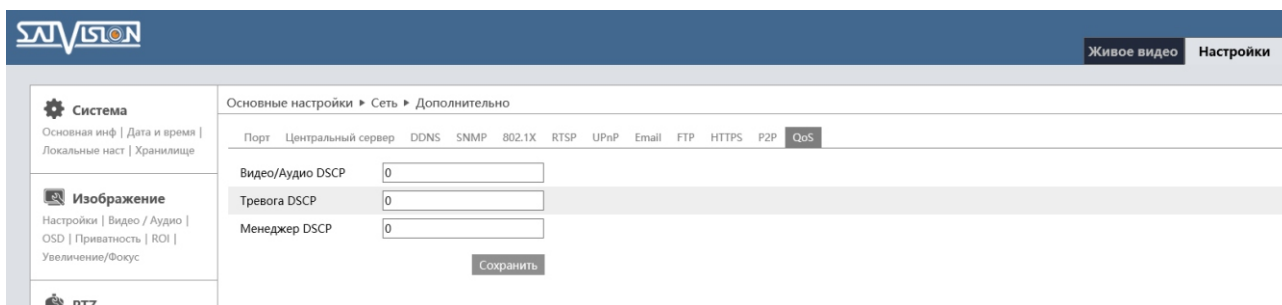 SATVISION
Живое видео Настройки
Система
Основная инф | Дата и время |
Локальные наст | Хранилище
Изображение
Настройки | Видео / Аудио |
OSD | Приватность | ROI |
Увеличение/Фокус
PTZ
Основные настройки ▸ Сеть ▸ Дополнительно
Порт Центральный сервер DDNS SNMP 802.1X RTSP UPnP Email FTP HTTPS P2P QoS
Видео/Аудио DSCP 0
Тревога DSCP 0
Менеджер DSCP 0
Сохранить